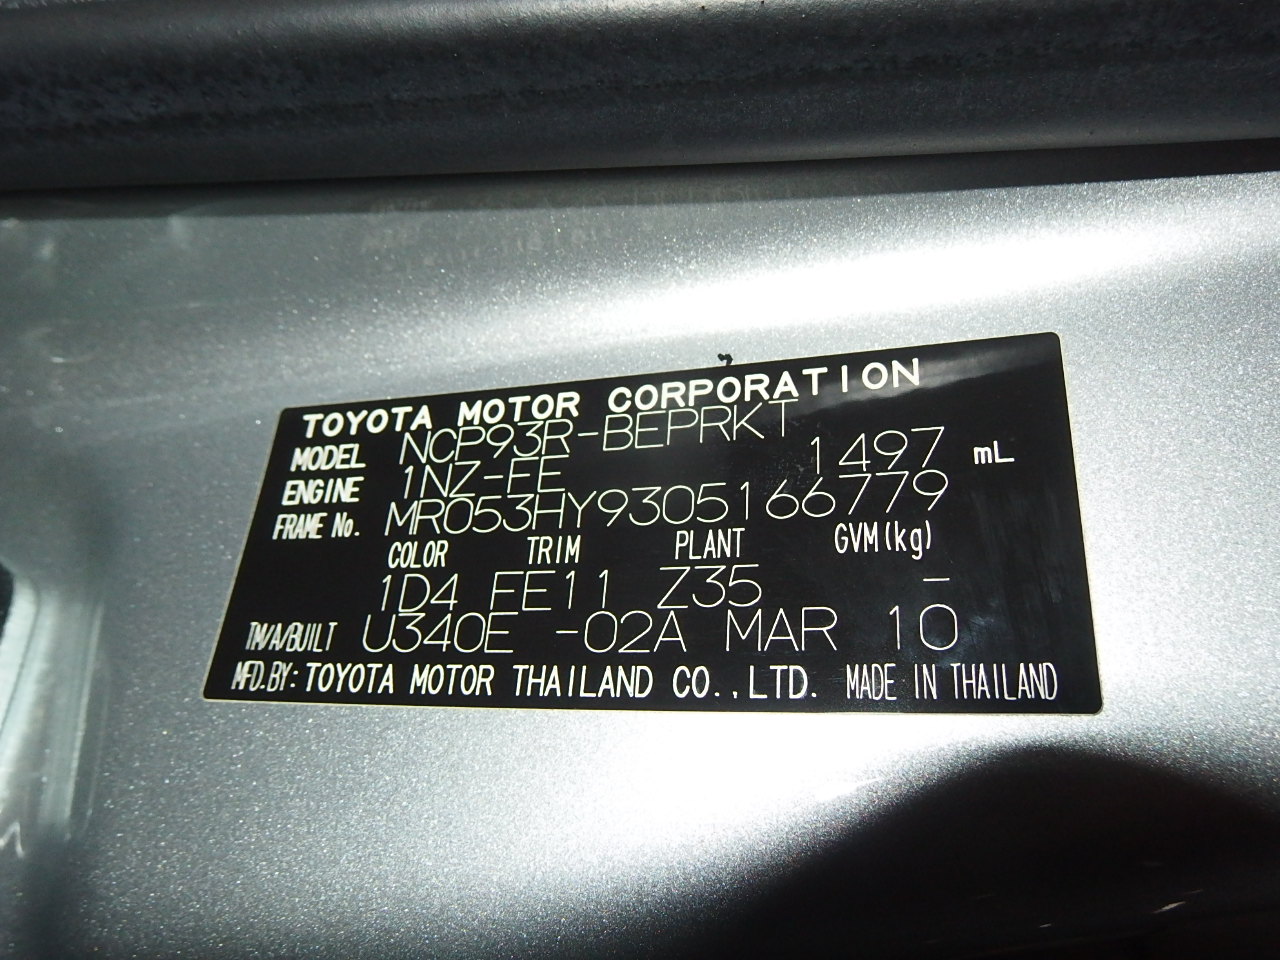 TOYOTA MOTOR CORPORATION
MODEL NCP93R-BEPRKT
ENGINE 1NZ-FE 1497 mL
FRAME No. MR053HY9305166779
COLOR TRIM PLANT GVM(kg)
1D4 FE11 Z35 -
TM/A/BUILT U340E -02A MAR 10
MFD.BY: TOYOTA MOTOR THAILAND CO.,LTD. MADE IN THAILAND